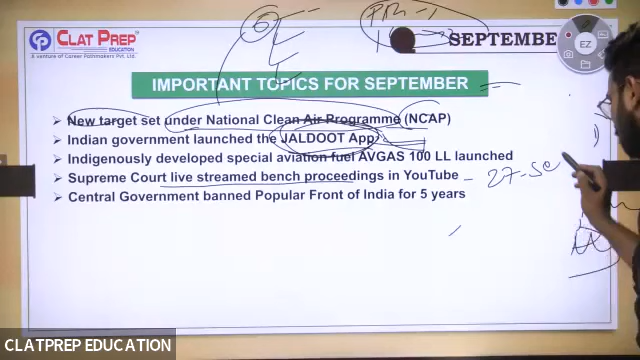 CP CLAT PREP
EDUCATION
A venture of Career Pathmakers Pvt. Ltd.
6
SEPTEMBE
EZ
IMPORTANT TOPICS FOR SEPTEMBER
➢ New target set under National Clean Air Programme (NCAP)
➢ Indian government launched the JALDOOT App
➢ Indigenously developed special aviation fuel AVGAS 100 LL launched
➢ Supreme Court live streamed bench proceedings in YouTube - 27-Se
➢ Central Government banned Popular Front of India for 5 years
CLATPREP EDUCATION